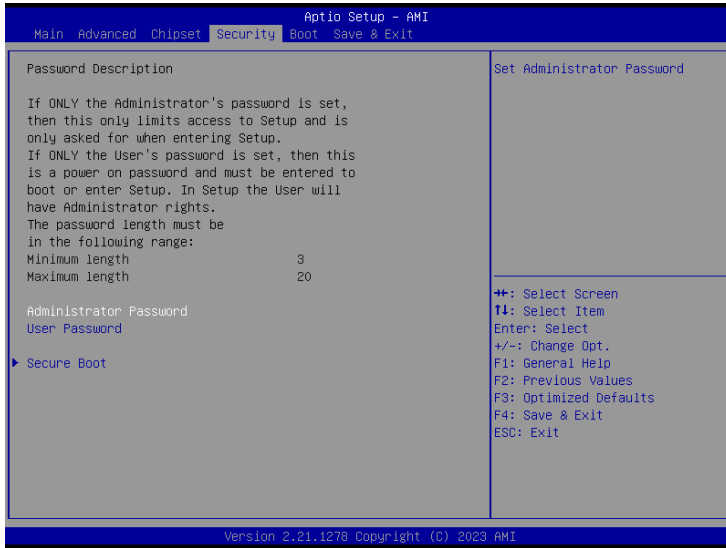 Aptio Setup – AMI
Main Advanced Chipset Security Boot Save & Exit
Password Description
If ONLY the Administrator's password is set,
then this only limits access to Setup and is
only asked for when entering Setup.
If ONLY the User's password is set, then this
is a power on password and must be entered to
boot or enter Setup. In Setup the User will
have Administrator rights.
The password length must be
in the following range:
Minimum length 3
Maximum length 20
Administrator Password
User Password
Secure Boot
Set Administrator Password
→←: Select Screen
↑↓: Select Item
Enter: Select
+/-: Change Opt.
F1: General Help
F2: Previous Values
F3: Optimized Defaults
F4: Save & Exit
ESC: Exit
Version 2.21.1278 Copyright (C) 2023 AMI